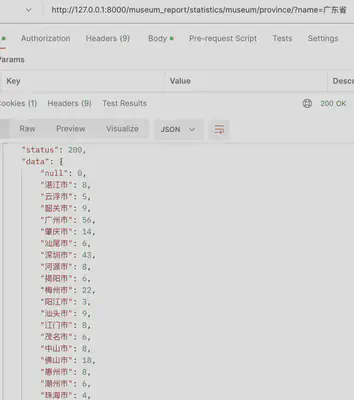 http://127.0.0.1:8000/museum_report/statistics/museum/province/?name=广东省
Authorization Headers (9) Body Pre-request Script Tests Settings
Params
Key Value Descri
Cookies (1) Headers (9) Test Results 200 OK
Raw Preview Visualize JSON
"status": 200,
"data": {
"null": 0,
"湛江市": 8,
"云浮市": 5,
"韶关市": 9,
"广州市": 56,
"肇庆市": 14,
"汕尾市": 6,
"深圳市": 43,
"河源市": 8,
"揭阳市": 6,
"梅州市": 22,
"阳江市": 3,
"汕头市": 9,
"江门市": 8,
"茂名市": 6,
"中山市": 8,
"佛山市": 18,
"惠州市": 8,
"潮州市": 6,
"珠海市": 4,